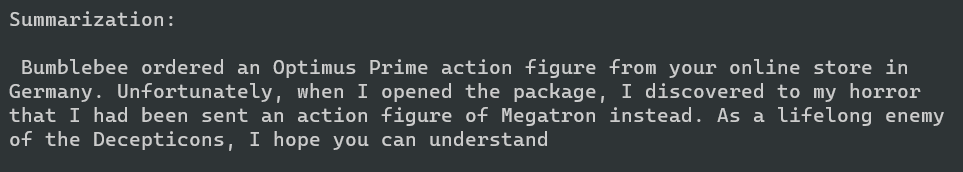 Summarization:
Bumblebee ordered an Optimus Prime action figure from your online store in
Germany. Unfortunately, when I opened the package, I discovered to my horror
that I had been sent an action figure of Megatron instead. As a lifelong enemy
of the Decepticons, I hope you can understand